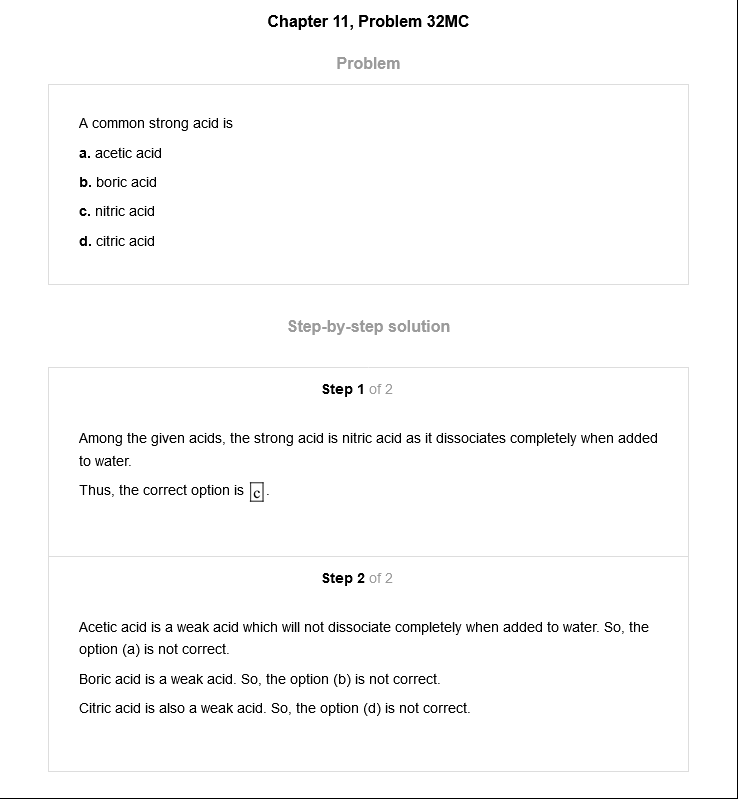 Chapter 11, Problem 32MC
Problem
A common strong acid is
a. acetic acid
b. boric acid
c. nitric acid
d. citric acid
Step-by-step solution
Step 1 of 2
Among the given acids, the strong acid is nitric acid as it dissociates completely when added
to water.
Thus, the correct option is c.
Step 2 of 2
Acetic acid is a weak acid which will not dissociate completely when added to water. So, the
option (a) is not correct.
Boric acid is a weak acid. So, the option (b) is not correct.
Citric acid is also a weak acid. So, the option (d) is not correct.